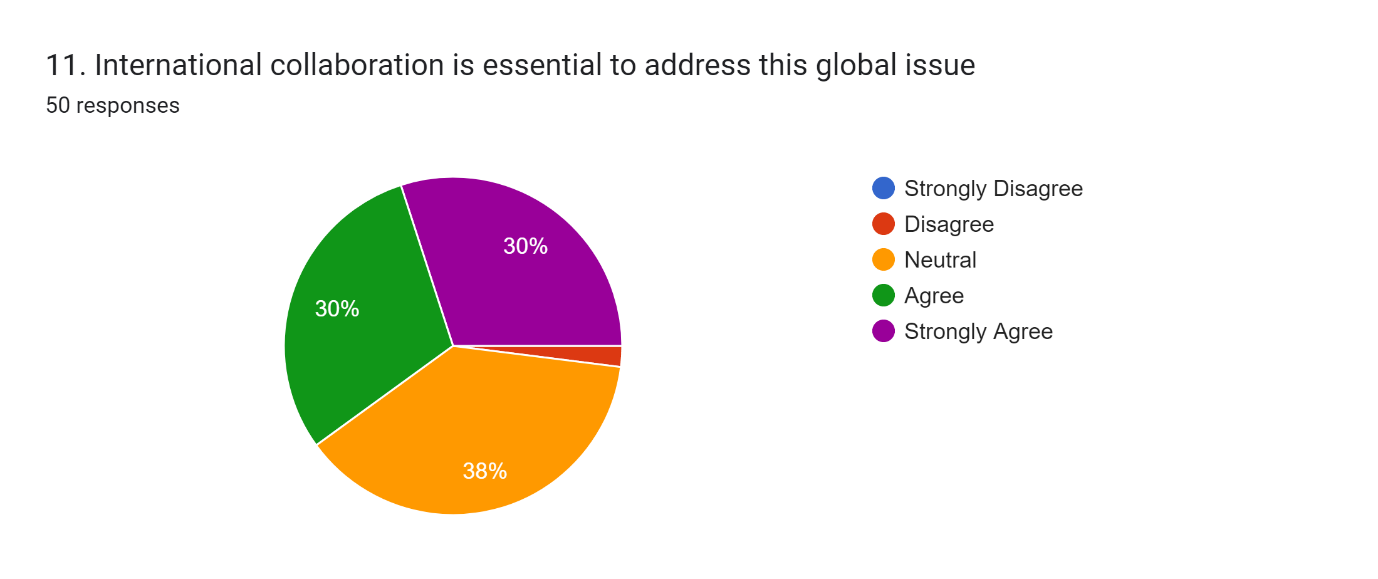 11. International collaboration is essential to address this global issue
50 responses
30%
30%
38%
Strongly Disagree
Disagree
Neutral
Agree
Strongly Agree